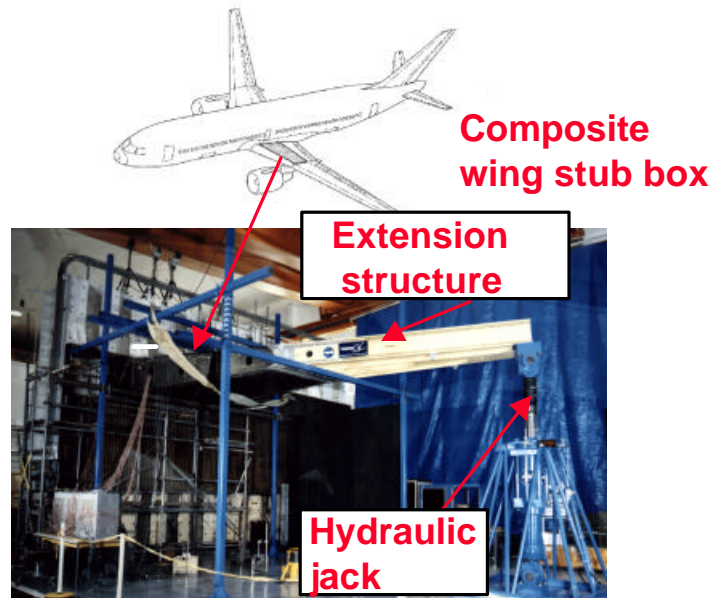 Composite
wing stub box
Extension
structure
Hydraulic
jack